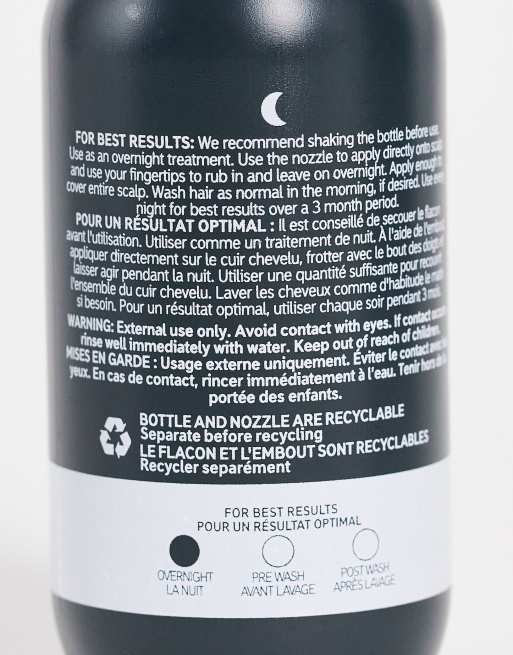 FOR BEST RESULTS: We recommend shaking the bottle before use.
Use as an overnight treatment. Use the nozzle to apply directly onto scalp
and use your fingertips to rub in and leave on overnight. Apply enough to
cover entire scalp. Wash hair as normal in the morning, if desired. Use every
night for best results over a 3 month period.
POUR UN RÉSULTAT OPTIMAL : Il est conseillé de secouer le flacon
avant l'utilisation. Utiliser comme un traitement de nuit. À l'aide de l'embout,
appliquer directement sur le cuir chevelu, frotter avec le bout des doigts et
laisser agir pendant la nuit. Utiliser une quantité suffisante pour recouvrir
l'ensemble du cuir chevelu. Laver les cheveux comme d'habitude le matin
si besoin. Pour un résultat optimal, utiliser chaque soir pendant 3 mois.
WARNING: External use only. Avoid contact with eyes. If contact occurs
rinse well immediately with water. Keep out of reach of children.
MISES EN GARDE : Usage externe uniquement. Éviter le contact avec les
yeux. En cas de contact, rincer immédiatement à l'eau. Tenir hors de
portée des enfants.
BOTTLE AND NOZZLE ARE RECYCLABLE
Separate before recycling
LE FLACON ET L'EMBOUT SONT RECYCLABLES
Recycler separément
FOR BEST RESULTS
POUR UN RÉSULTAT OPTIMAL
OVERNIGHT
LA NUIT
PRE WASH
AVANT LAVAGE
POST WASH
APRÈS LAVAGE